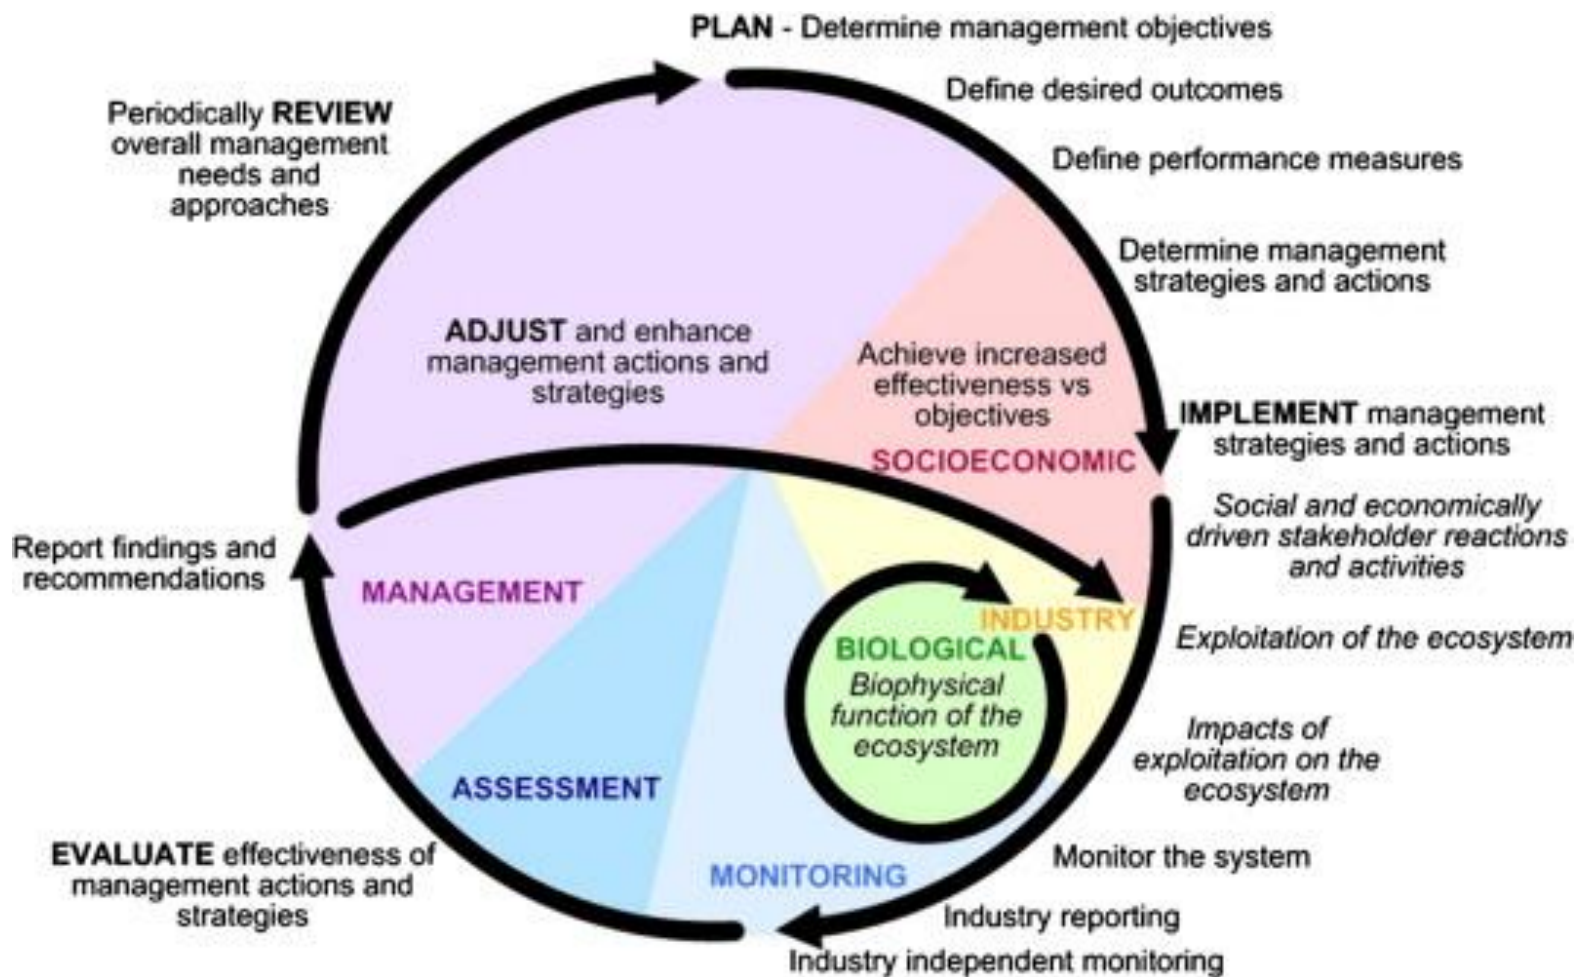 PLAN - Determine management objectives
Define desired outcomes
Define performance measures
Determine management
strategies and actions
IMPLEMENT management
strategies and actions
Social and economically
driven stakeholder reactions
and activities
Exploitation of the ecosystem
Impacts of
exploitation on the
ecosystem
Monitor the system
Industry reporting
Industry independent monitoring
EVALUATE effectiveness of
management actions and
strategies
Report findings and
recommendations
Periodically REVIEW
overall management
needs and
approaches
ADJUST and enhance
management actions and
strategies
Achieve increased
effectiveness vs
objectives
SOCIOECONOMIC
INDUSTRY
BIOLOGICAL
Biophysical
function of the
ecosystem
MONITORING
ASSESSMENT
MANAGEMENT